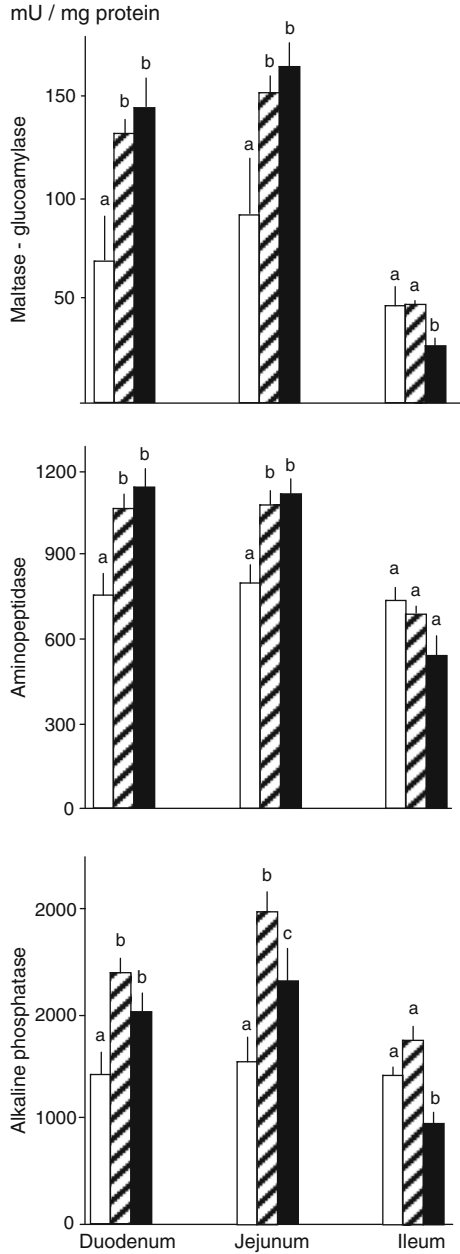 mU / mg protein
Maltase - glucoamylase
150
100
50
a
b
b
a
b
b
a
a
b
Aminopeptidase
1200
900
600
300
0
a
b
b
a
b
b
a
a
a
Alkaline phosphatase
2000
2000
1000
0
a
b
b
a
b
c
a
a
b
Duodenum Jejunum Ileum